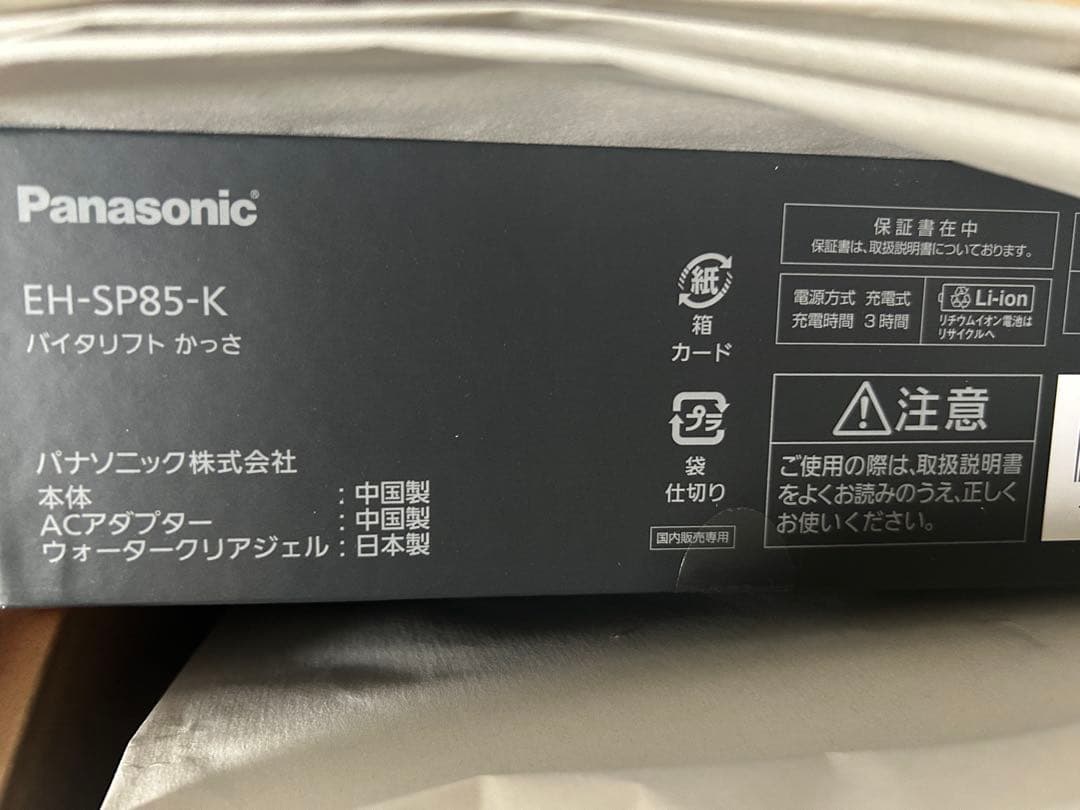 Panasonic®
EH-SP85-K
バイタリフト かっさ
パナソニック株式会社
本体 : 中国製
ACアダプター : 中国製
ウォータークリアジェル : 日本製
紙
箱
カード
プラ
袋
仕切り
国内販売専用
保証書在中
保証書は、取扱説明書についております。
電源方式 充電式
充電時間 3時間
Li-ion
リチウムイオン電池は
リサイクルへ
注意
ご使用の際は、取扱説明書
をよくお読みのうえ、正しく
お使いください。